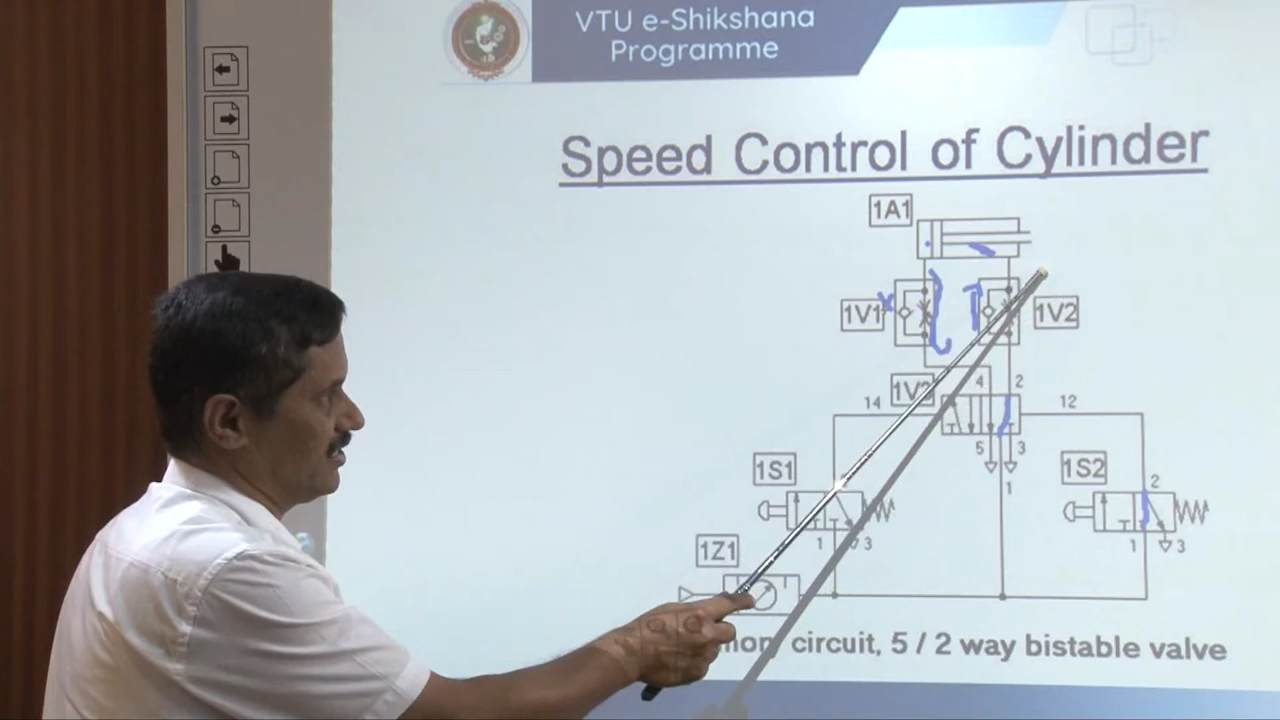 VTU e-Shikshana
Programme
Speed Control of Cylinder
1A1
1V1
1V2
4
2
14
12
5
3
1S1
1S2
1
2
1
3
1
3
1Z1
circuit, 5 / 2 way bistable valve